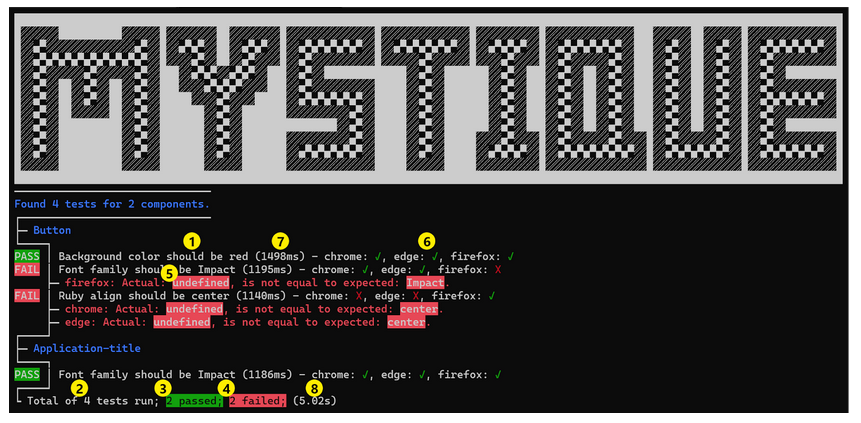 MYSTIQUE
Found 4 tests for 2 components.
Button
1 7 6
PASS Background color should be red (1498ms) - chrome: ✓, edge: ✓, firefox: ✓
FAIL Font family should be Impact (1195ms) - chrome: ✓, edge: ✓, firefox: X
5
firefox: Actual: undefined, is not equal to expected: Impact.
FAIL Ruby align should be center (1140ms) - chrome: X, edge: X, firefox: ✓
chrome: Actual: undefined, is not equal to expected: center.
edge: Actual: undefined, is not equal to expected: center.
Application-title
PASS Font family should be Impact (1186ms) - chrome: ✓, edge: ✓, firefox: ✓
2 3 4 8
Total of 4 tests run; 2 passed; 2 failed; (5.02s)